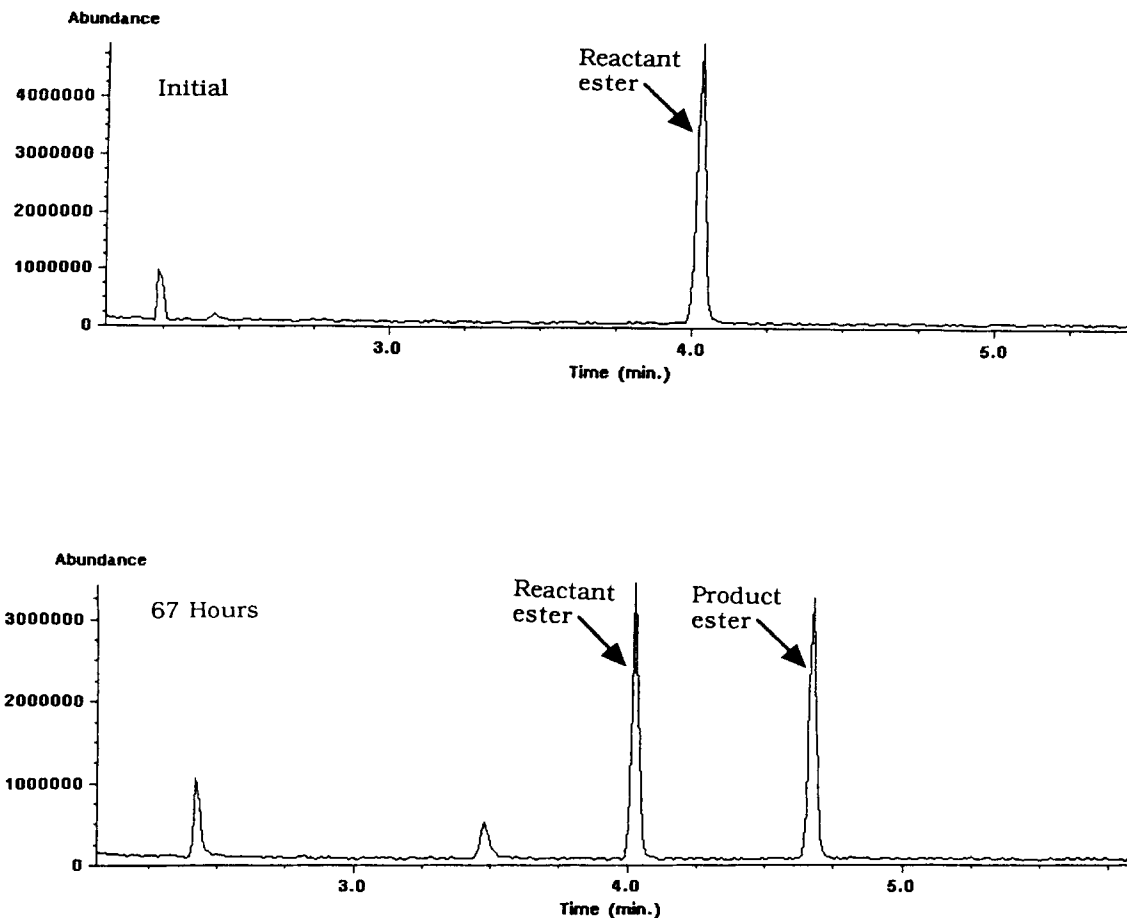 Abundance
Initial
Reactant
ester
4000000
3000000
2000000
1000000
0
3.0
4.0
5.0
Time (min.)
Abundance
67 Hours
Reactant
ester
Product
ester
3000000
2000000
1000000
0
3.0
4.0
5.0
Time (min.)